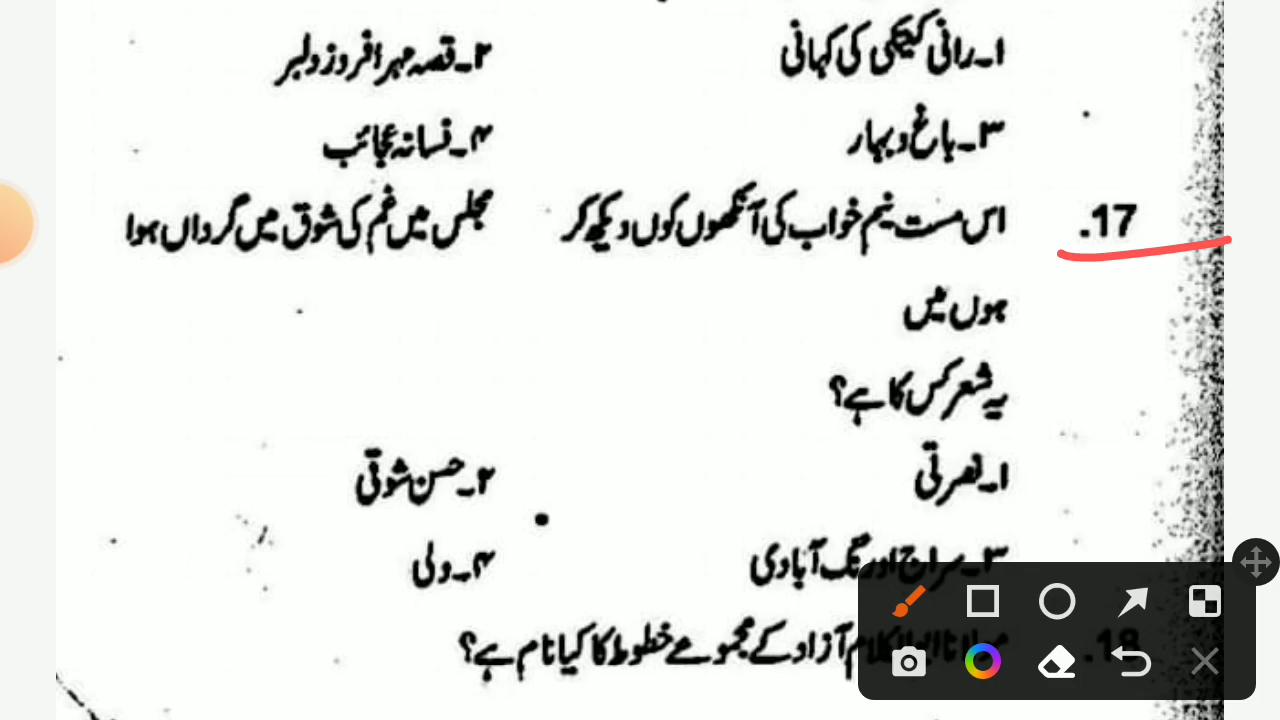 ۱۔رانی کیتکی کی کہانی ۲۔قصہ مہر افروز ودلبر
۳۔باغ و بہار ۴۔فسانہ عجائب
17. اس مست نیم خواب کی آنکھوں کوں دیکھ کر مجلس میں غم کی شوق میں گرداں ہوا
ہوں میں
یہ شعر کس کا ہے؟
۱۔نصرتی ۲۔حسن شوقی
۳۔سراج اورنگ آبادی ۴۔ولی
18. مولانا ابوالکلام آزاد کے مجموعے خطوط کا کیا نام ہے؟